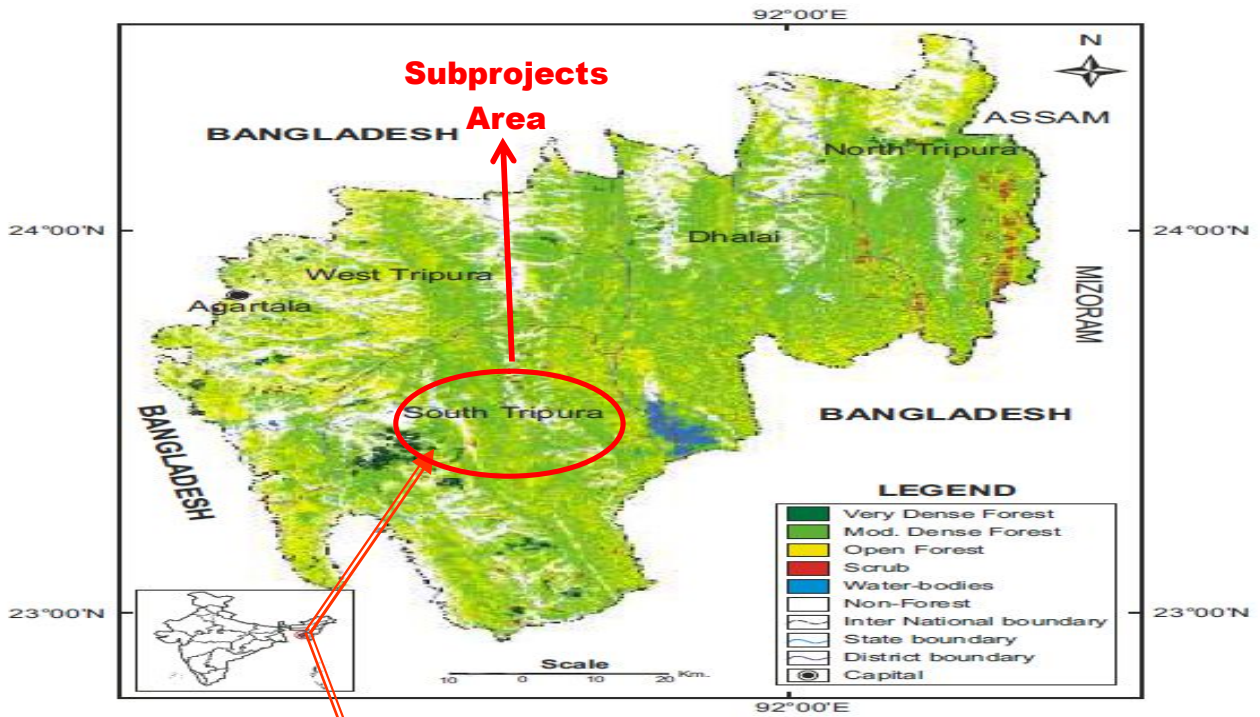 92°00'E
N
Subprojects
Area
BANGLADESH
ASSAM
North Tripura
24°00'N
24°00'N
Dhalai
West Tripura
Agartala
MIZORAM
South Tripura
BANGLADESH
BANGLADESH
LEGEND
Very Dense Forest
Mod. Dense Forest
Open Forest
Scrub
Water-bodies
Non-Forest
Inter National boundary
State boundary
District boundary
Capital
23°00'N
23°00'N
Scale
10 0 10 20 Km.
92°00'E